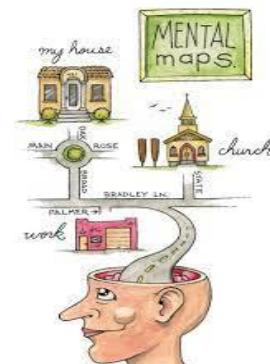 MENTAL
maps.
my house
OAK
MAIN
ROSE
church
BROAD
STATE
BRADLEY LN.
PALMER
work